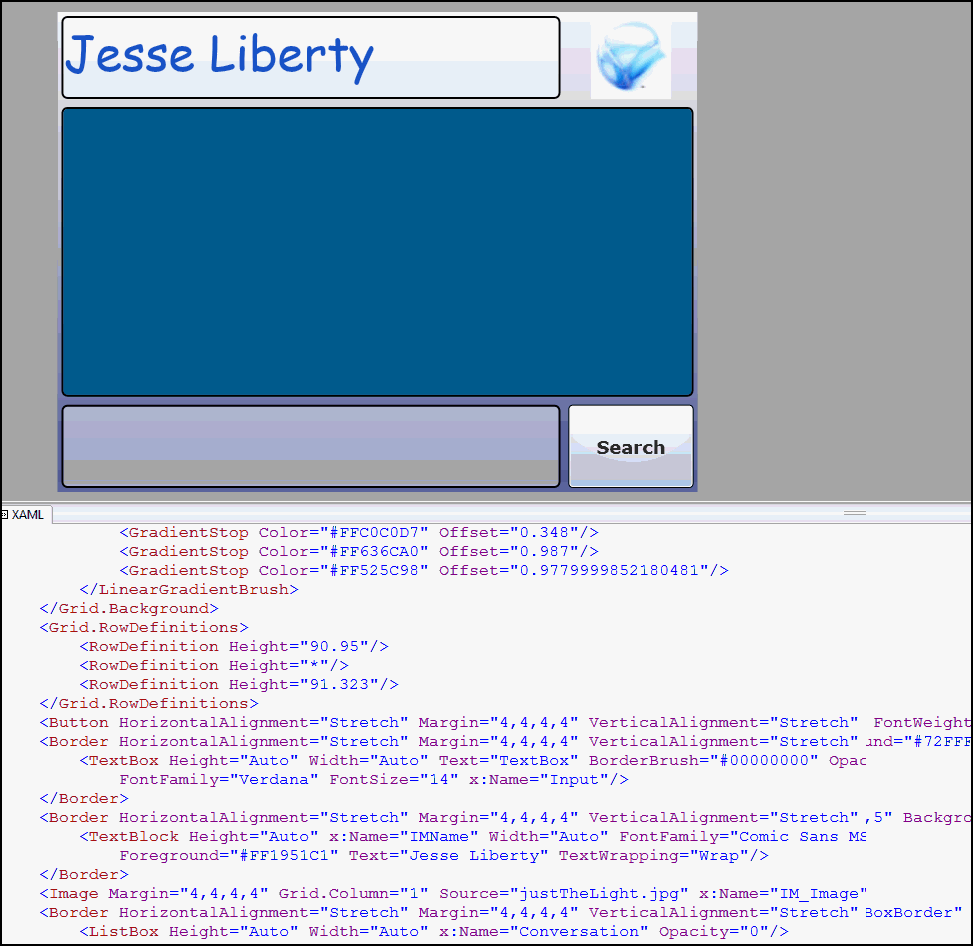 Jesse Liberty
Search
XAML
<GradientStop Color="#FFC0C0D7" Offset="0.348"/>
<GradientStop Color="#FF636CA0" Offset="0.987"/>
<GradientStop Color="#FF525C98" Offset="0.9779999852180481"/>
</LinearGradientBrush>
</Grid.Background>
<Grid.RowDefinitions>
<RowDefinition Height="90.95"/>
<RowDefinition Height="*"/>
<RowDefinition Height="91.323"/>
</Grid.RowDefinitions>
<Button HorizontalAlignment="Stretch" Margin="4,4,4,4" VerticalAlignment="Stretch" FontWeight
<Border HorizontalAlignment="Stretch" Margin="4,4,4,4" VerticalAlignment="Stretch" und="#72FFF
<TextBox Height="Auto" Width="Auto" Text="TextBox" BorderBrush="#00000000" Opac
FontFamily="Verdana" FontSize="14" x:Name="Input"/>
</Border>
<Border HorizontalAlignment="Stretch" Margin="4,4,4,4" VerticalAlignment="Stretch" ,5" Backgro
<TextBlock Height="Auto" x:Name="IMName" Width="Auto" FontFamily="Comic Sans MS
Foreground="#FF1951C1" Text="Jesse Liberty" TextWrapping="Wrap"/>
</Border>
<Image Margin="4,4,4,4" Grid.Column="1" Source="justTheLight.jpg" x:Name="IM_Image"
<Border HorizontalAlignment="Stretch" Margin="4,4,4,4" VerticalAlignment="Stretch" BoxBorder"
<ListBox Height="Auto" Width="Auto" x:Name="Conversation" Opacity="0"/>